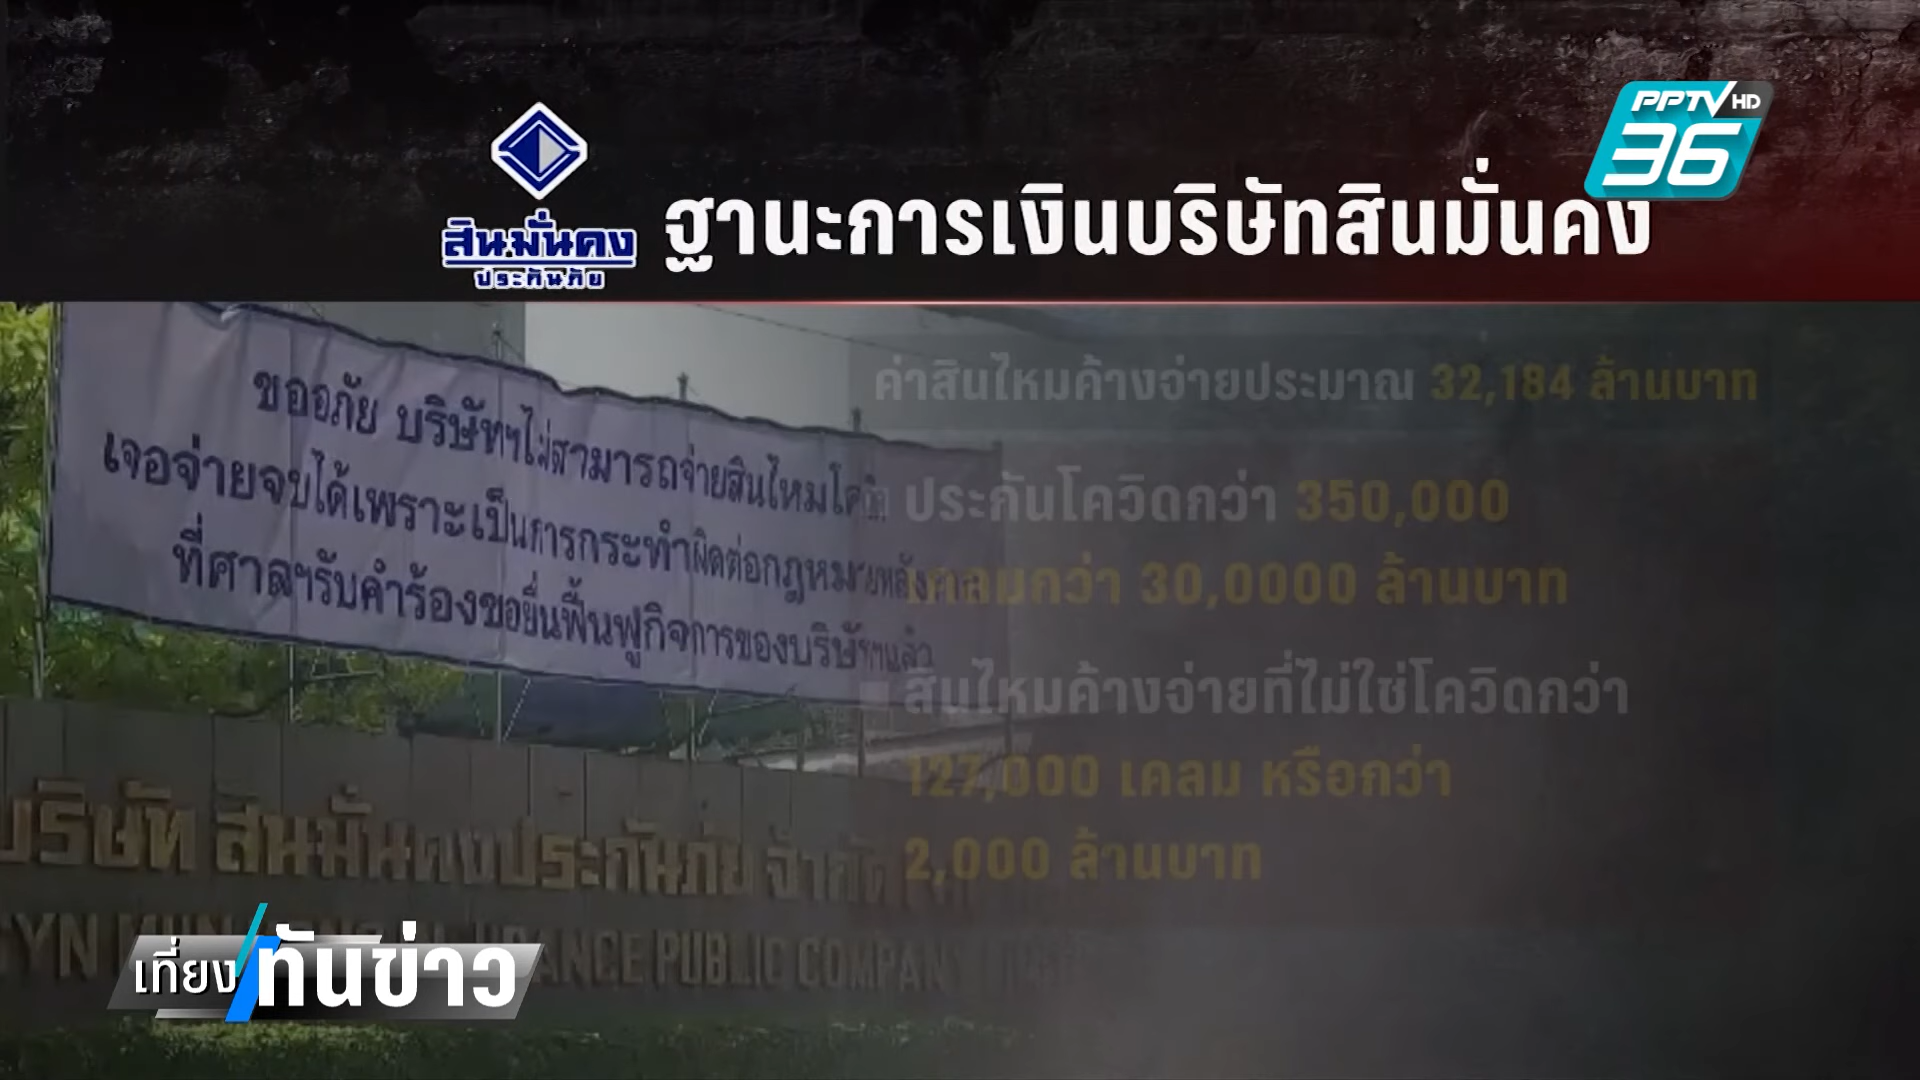 PPTV HD
36
สินมั่นคง
ประกันภัย
ฐานะการเงินบริษัทสินมั่นคง
ค่าสินไหมค้างจ่ายประมาณ 32,184 ล้านบาท
ประกันโควิดกว่า 350,000
เคลมกว่า 30,0000 ล้านบาท
สินไหมค้างจ่ายที่ไม่ใช่โควิดกว่า
127,000 เคลม หรือกว่า
2,000 ล้านบาท
ขออภัย บริษัทฯไม่สามารถจ่ายสินไหมโควิด
เจอจ่ายจบได้เพราะเป็นการกระทำผิดต่อกฎหมายหลังจาก
ที่ศาลฯรับคำร้องขอยื่นฟื้นฟูกิจการของบริษัทฯแล้ว
บริษัท สินมั่นคงประกันภัย จำกัด
PUBLIC COMPANY
เที่ยงทันข่าว